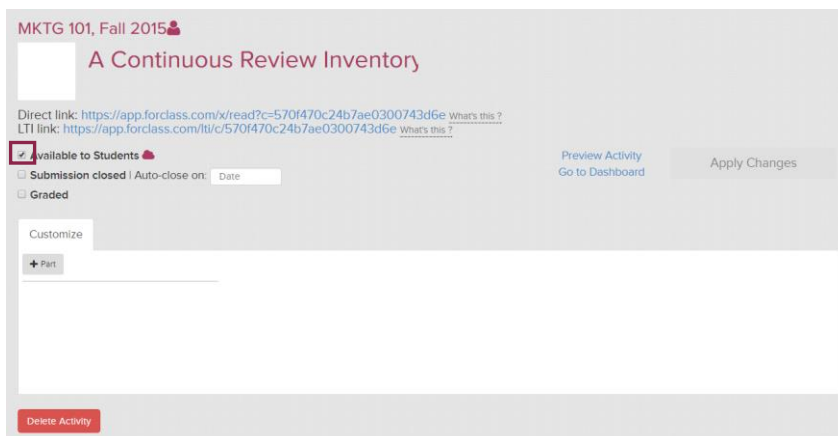 MKTG 101, Fall 2015
A Continuous Review Inventory
Direct link: https://app.forclass.com/x/read?c=570f470c24b7ae0300743d6e What's this ?
LTI link: https://app.forclass.com/lti/c/570f470c24b7ae0300743d6e What's this ?
Available to Students
Preview Activity
Apply Changes
Submission closed | Auto-close on: Date
Go to Dashboard
Graded
Customize
+ Part
Delete Activity